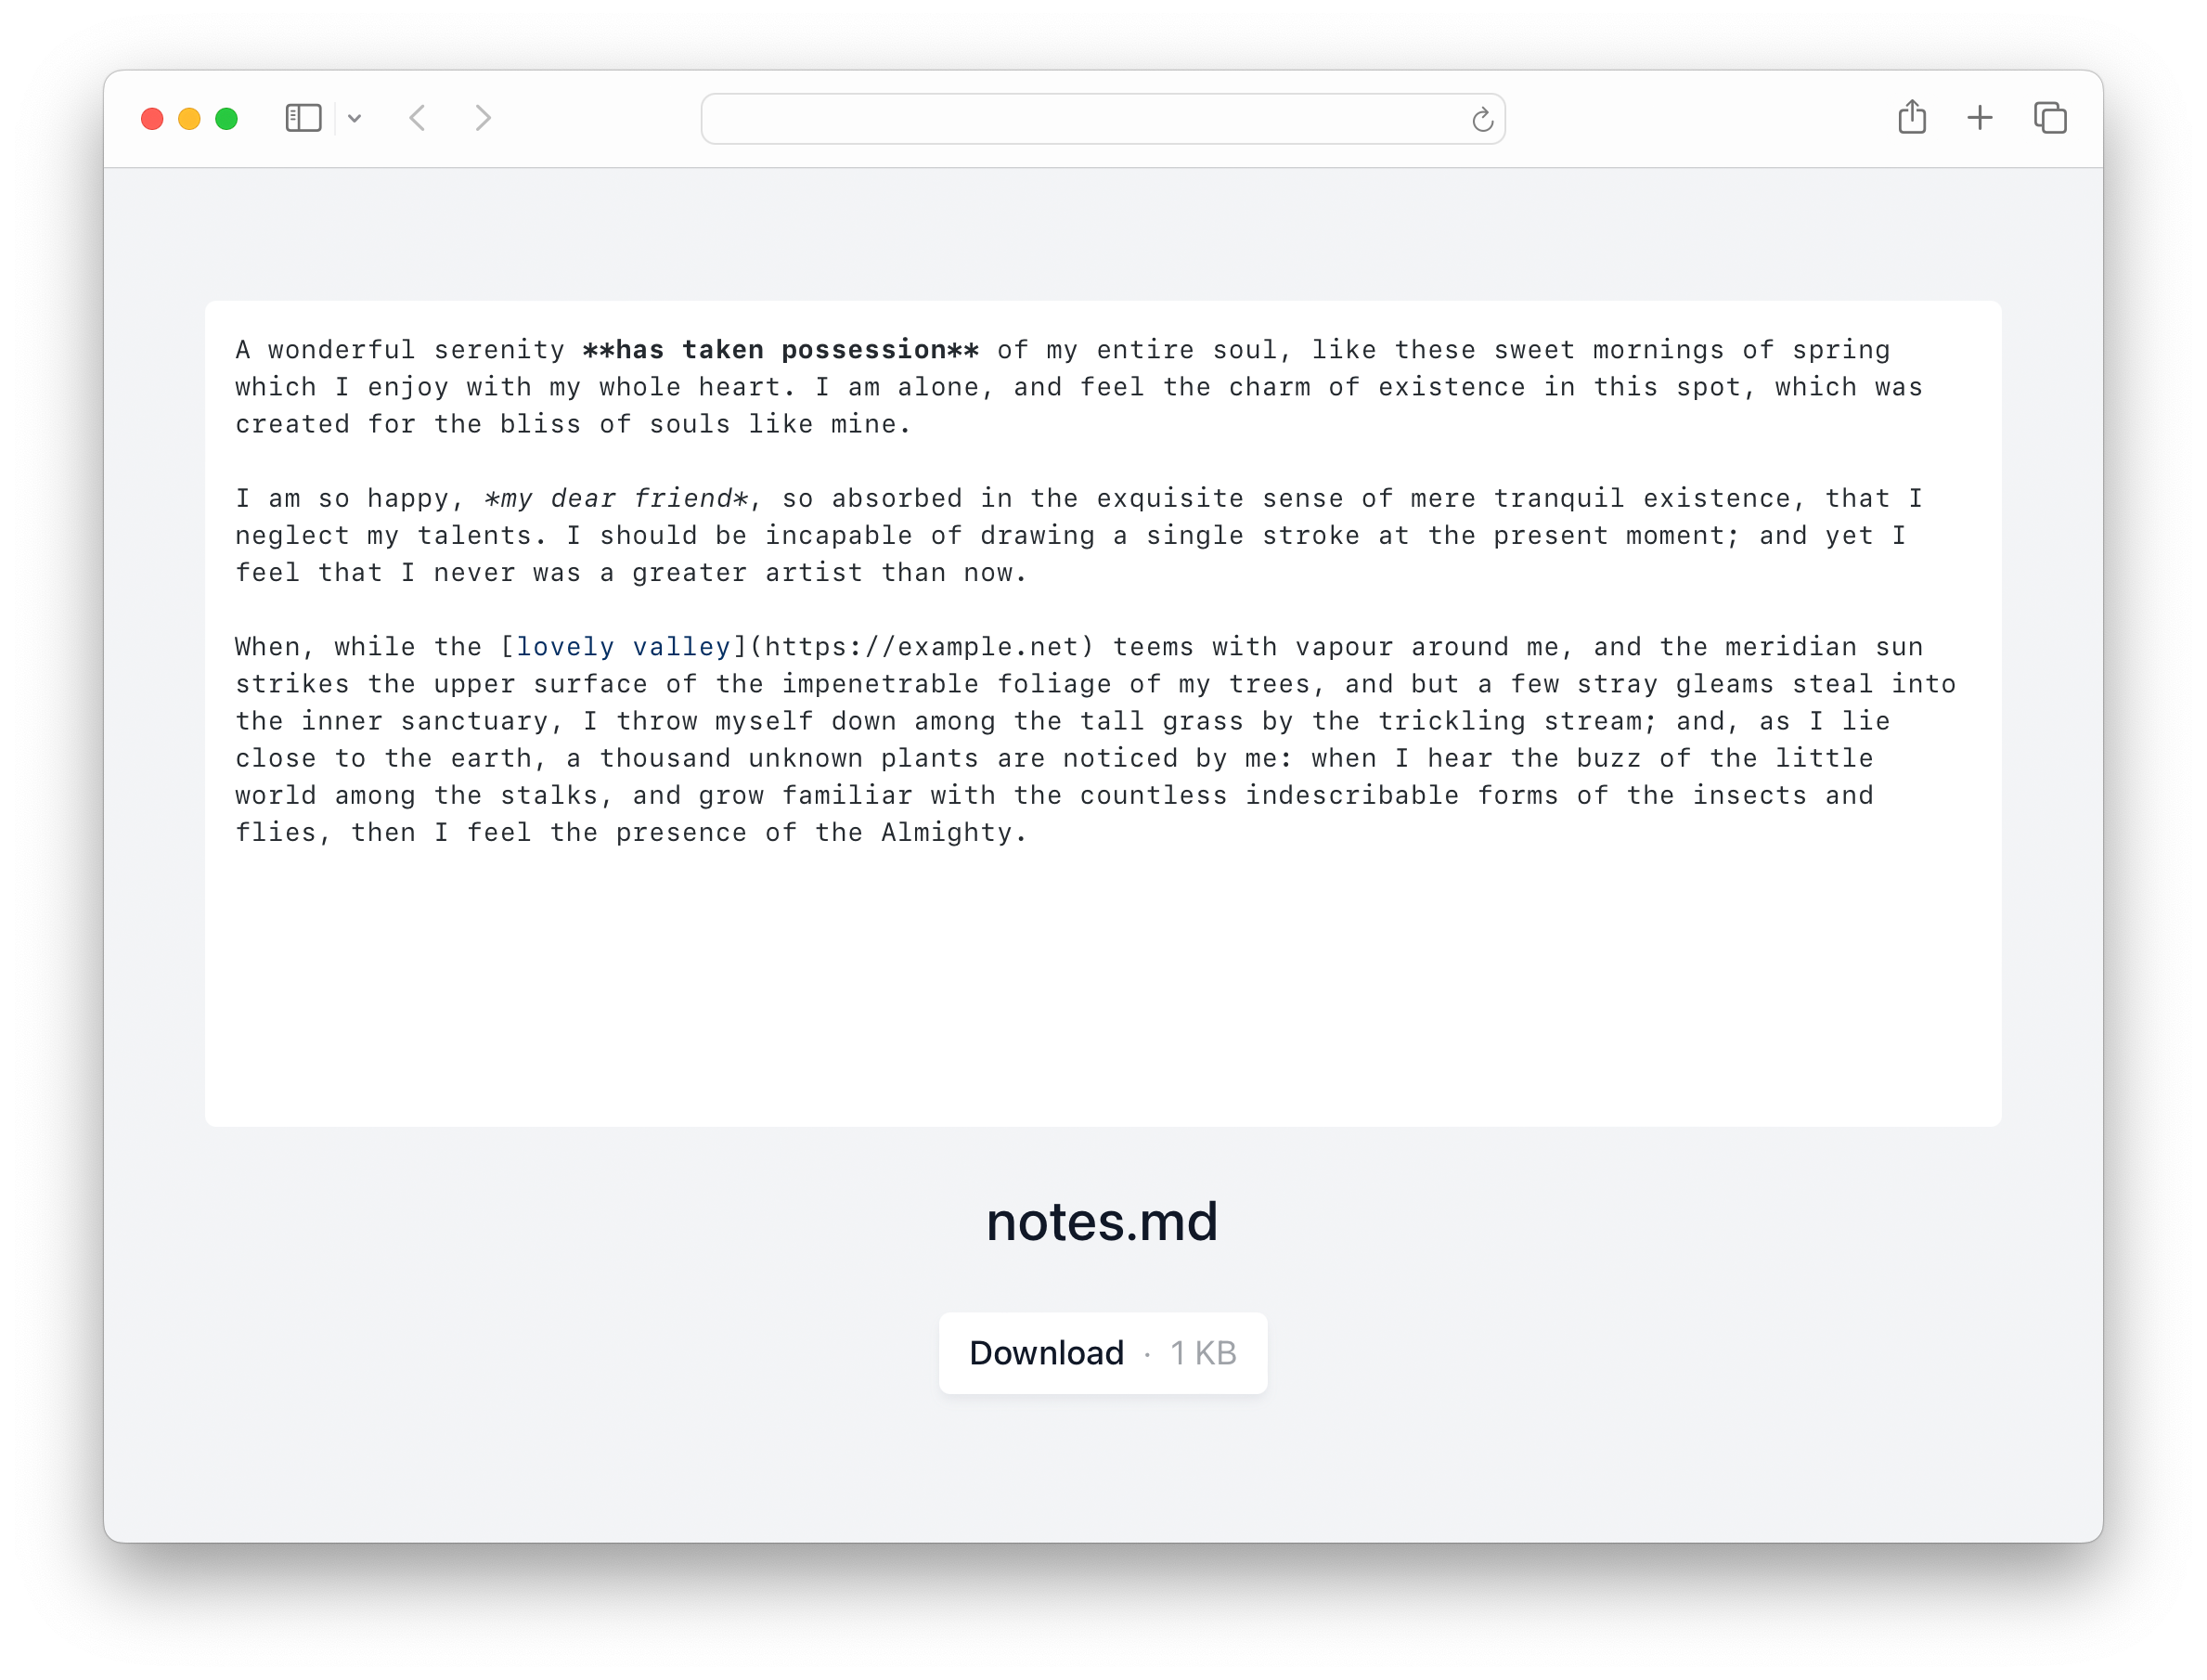 A wonderful serenity **has taken possession** of my entire soul, like these sweet mornings of spring
which I enjoy with my whole heart. I am alone, and feel the charm of existence in this spot, which was
created for the bliss of souls like mine.
I am so happy, *my dear friend*, so absorbed in the exquisite sense of mere tranquil existence, that I
neglect my talents. I should be incapable of drawing a single stroke at the present moment; and yet I
feel that I never was a greater artist than now.
When, while the [lovely valley](https://example.net) teems with vapour around me, and the meridian sun
strikes the upper surface of the impenetrable foliage of my trees, and but a few stray gleams steal into
the inner sanctuary, I throw myself down among the tall grass by the trickling stream; and, as I lie
close to the earth, a thousand unknown plants are noticed by me: when I hear the buzz of the little
world among the stalks, and grow familiar with the countless indescribable forms of the insects and
flies, then I feel the presence of the Almighty.
notes.md
Download · 1 KB